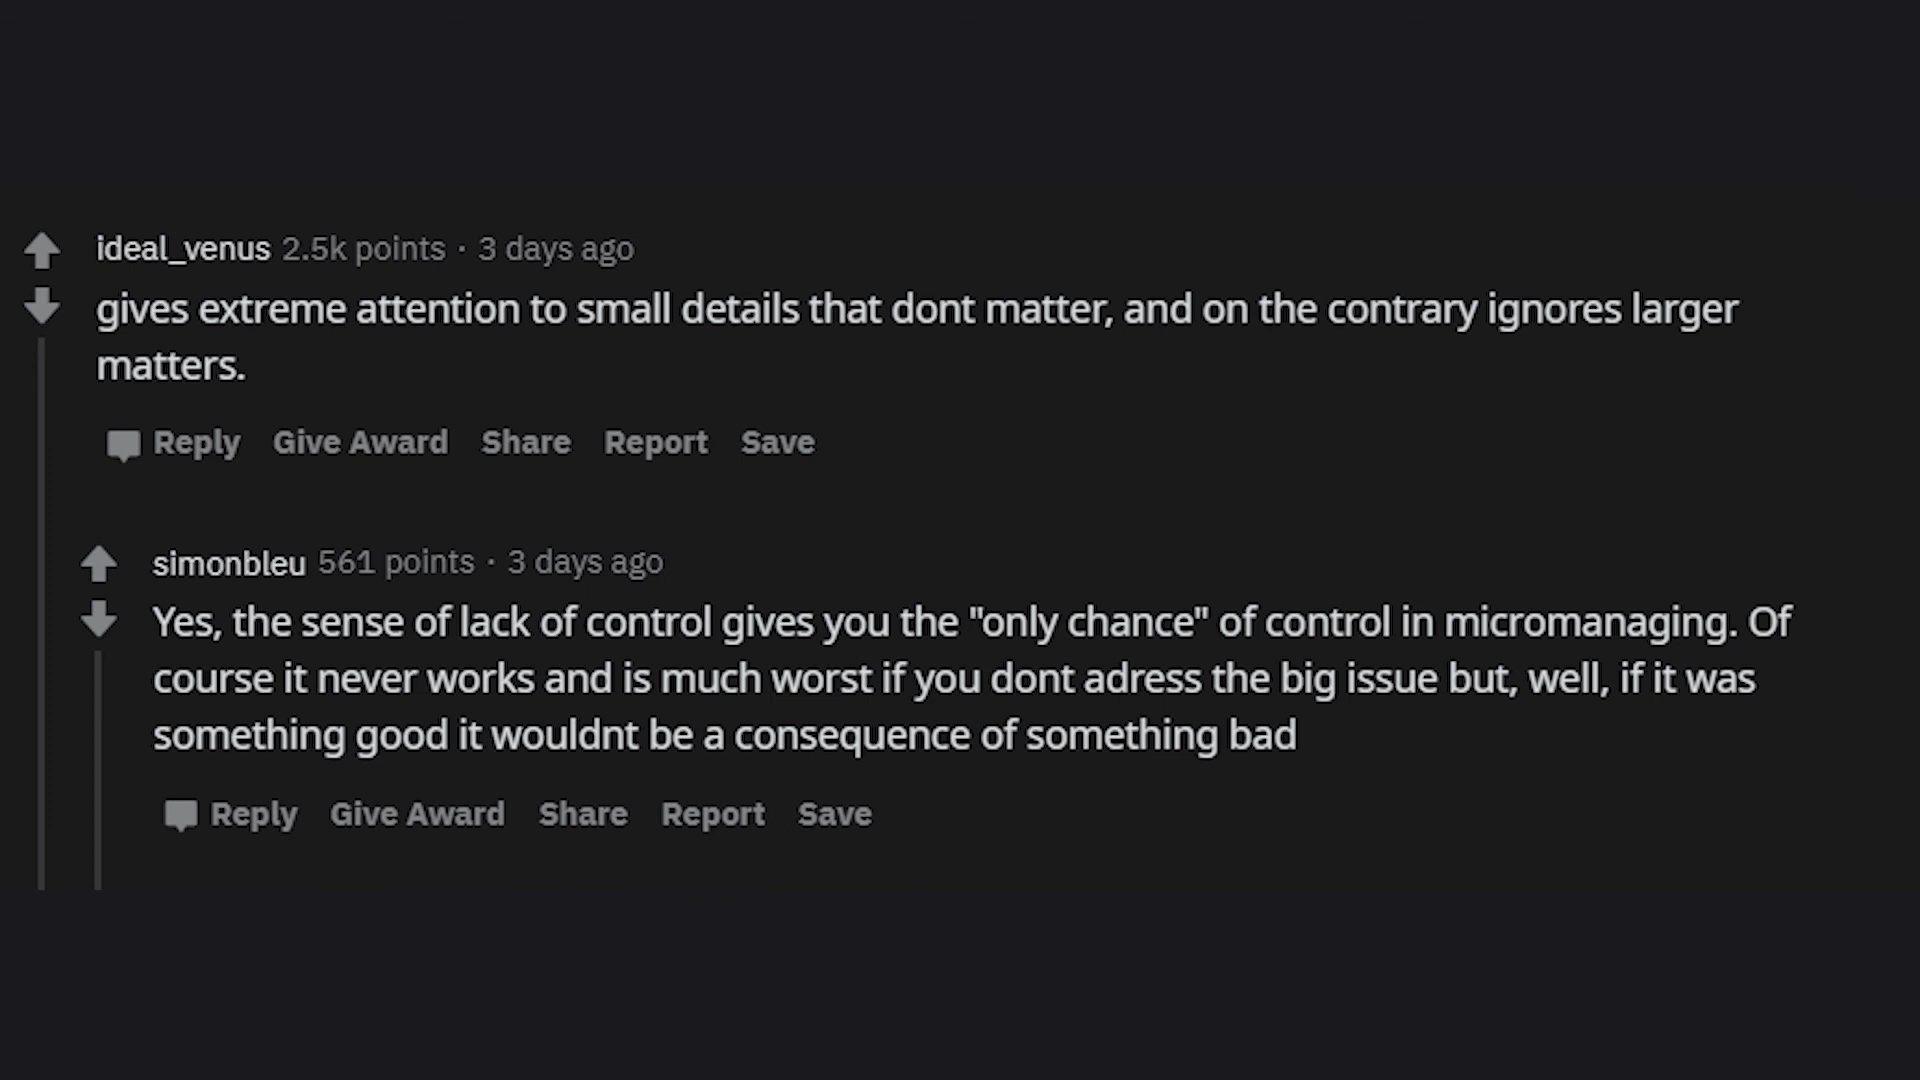 ideal_venus 2.5k points · 3 days ago
gives extreme attention to small details that dont matter, and on the contrary ignores larger
matters.
Reply Give Award Share Report Save
simonbleu 561 points · 3 days ago
Yes, the sense of lack of control gives you the "only chance" of control in micromanaging. Of
course it never works and is much worst if you dont adress the big issue but, well, if it was
something good it wouldnt be a consequence of something bad
Reply Give Award Share Report Save